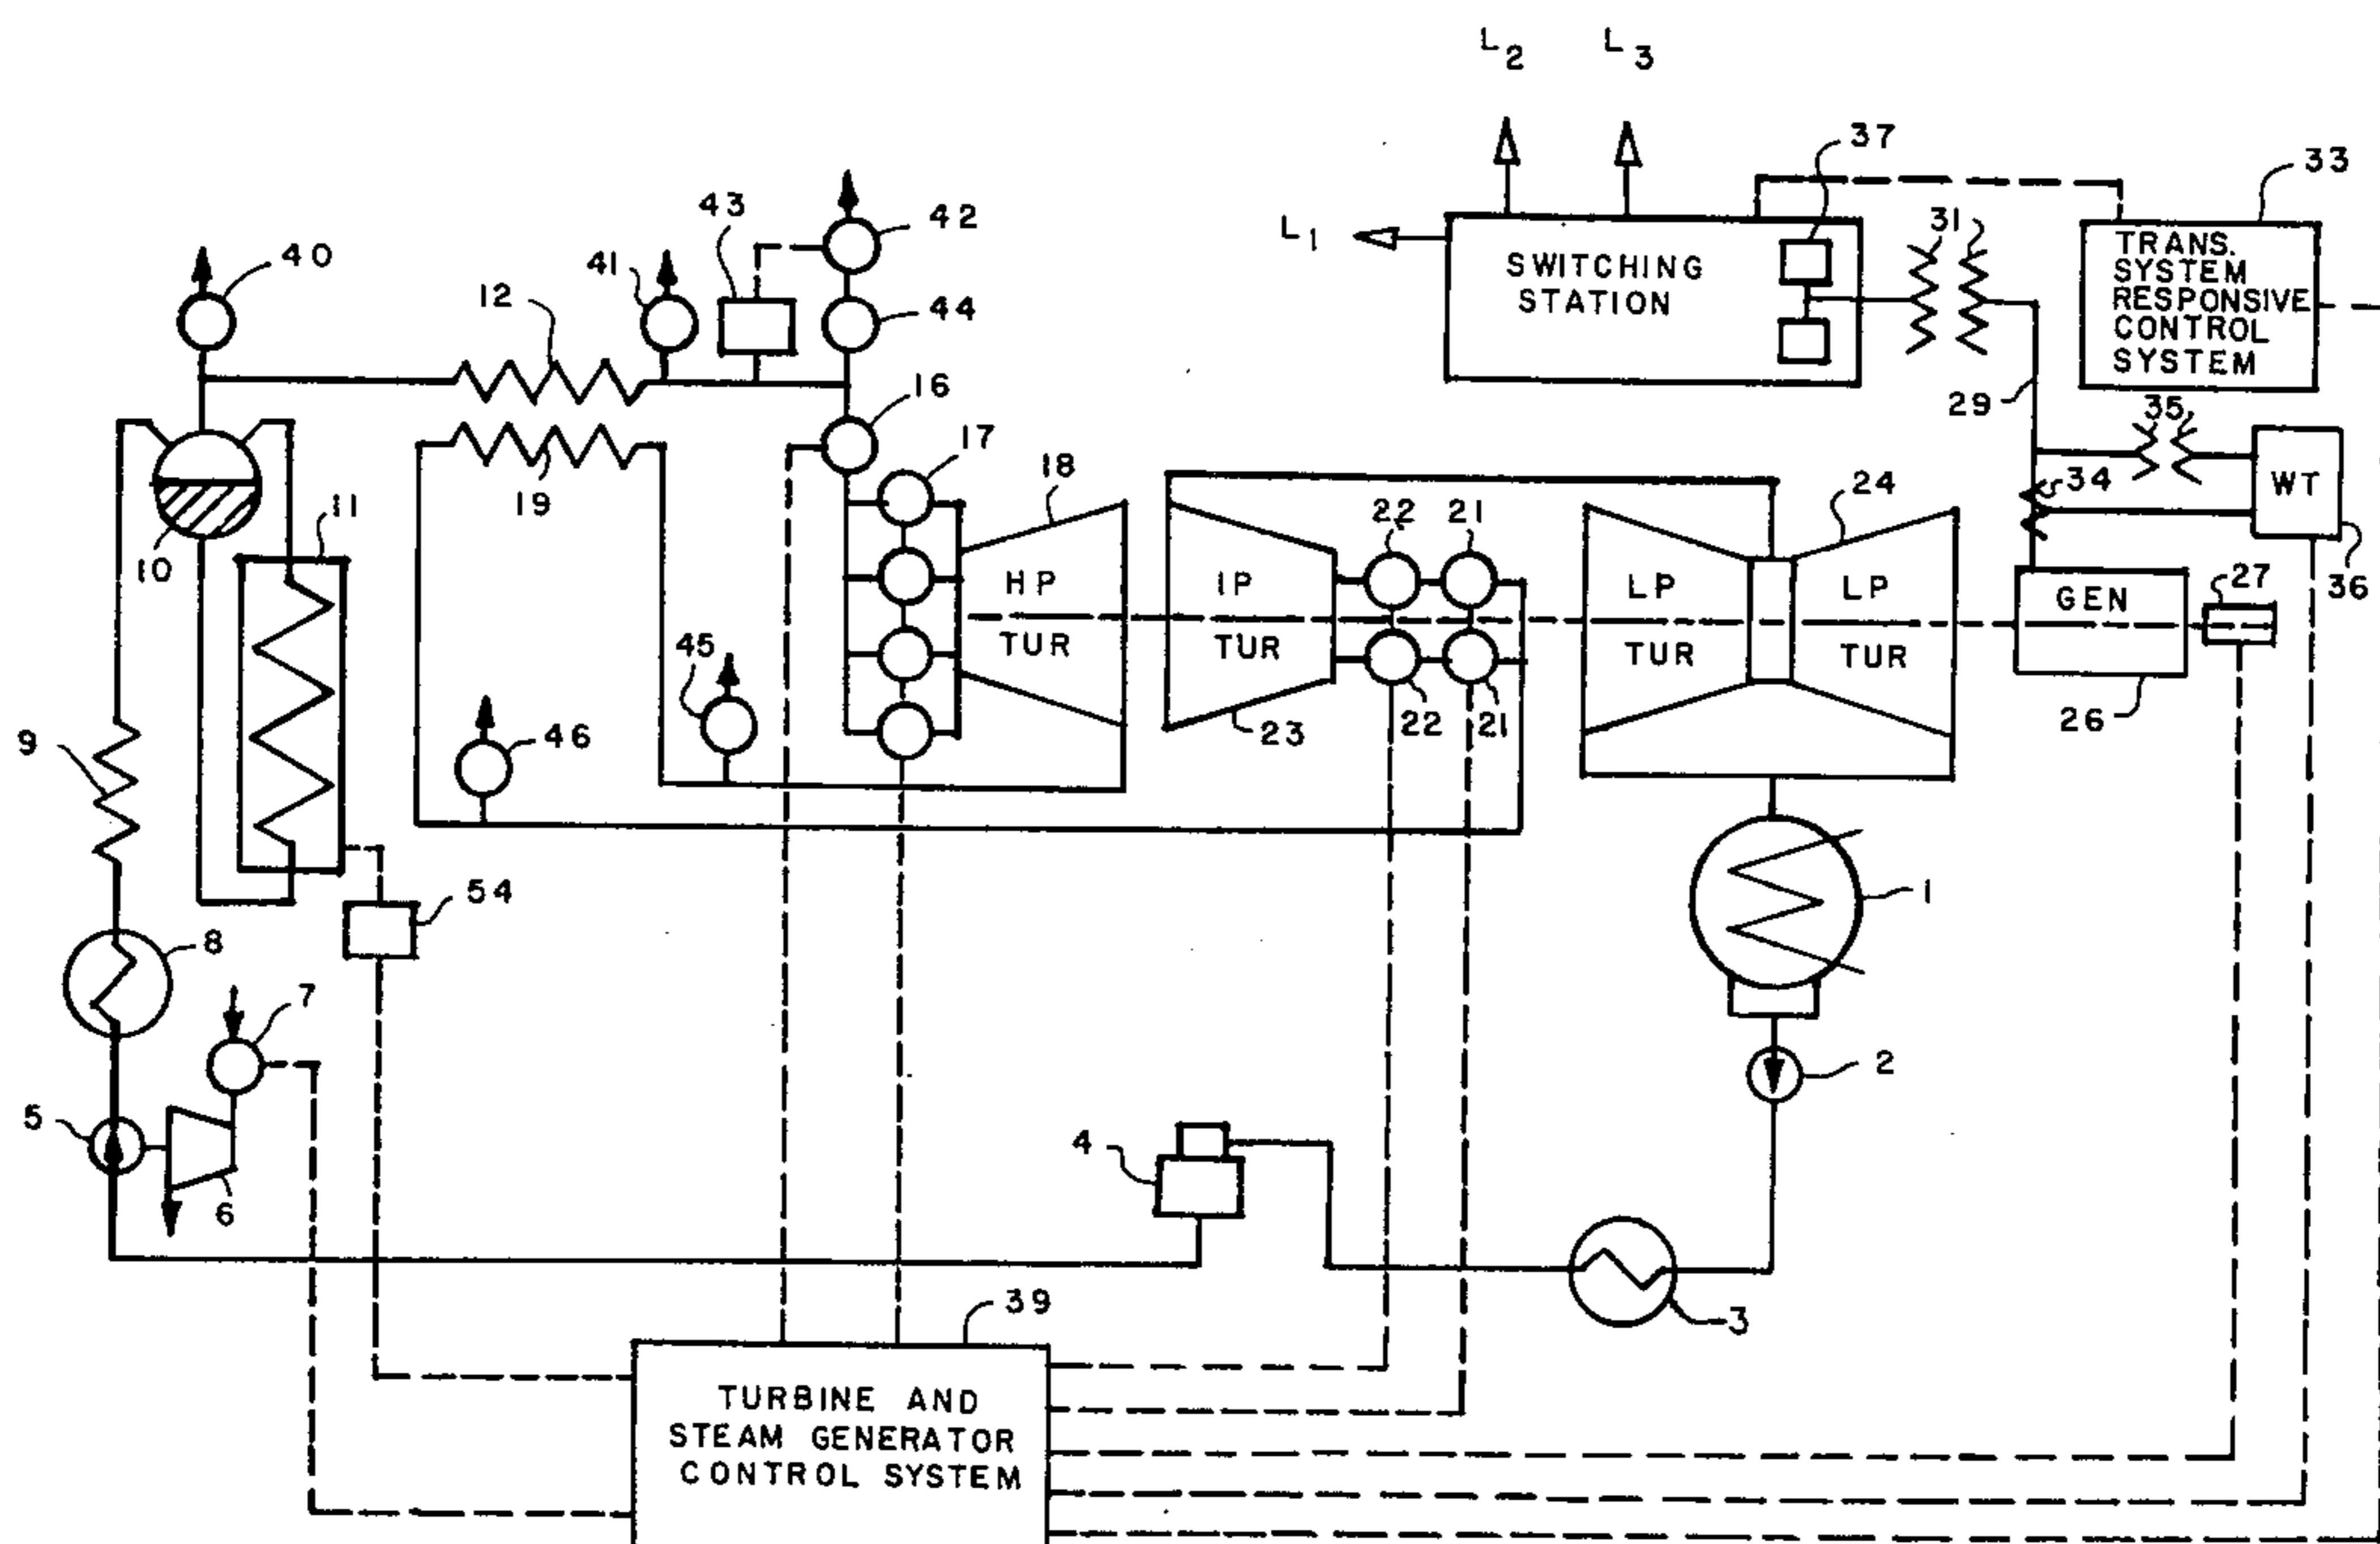 L2
L3
37
33
43
42
31
L1
TRANS.
SYSTEM
RESPONSIVE
CONTROL
SYSTEM
40
41
SWITCHING
STATION
12
44
16
29
35
17
18
24
34
WT
19
11
22
21
10
HP
TUR
IP
TUR
LP
TUR
LP
TUR
GEN
27
36
45
9
46
23
22
21
26
54
1
8
7
2
5
4
6
39
3
TURBINE AND
STEAM GENERATOR
CONTROL SYSTEM